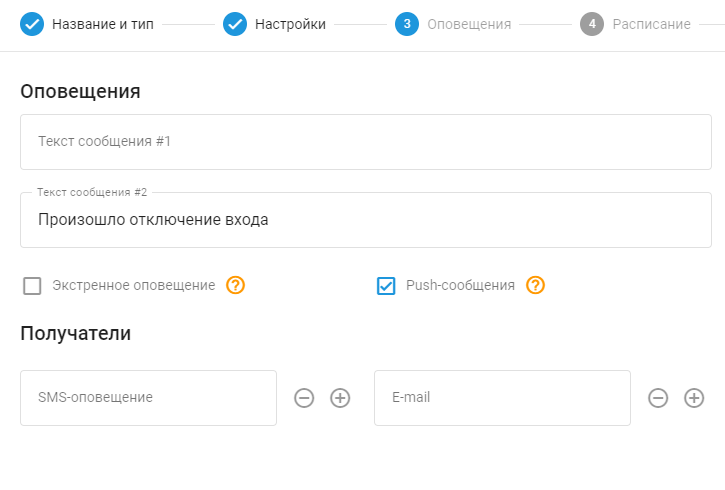 Название и тип
Настройки
3 Оповещения
4 Расписание
Оповещения
Текст сообщения #1
Текст сообщения #2
Произошло отключение входа
Экстренное оповещение ?
Push-сообщения ?
Получатели
SMS-оповещение
E-mail